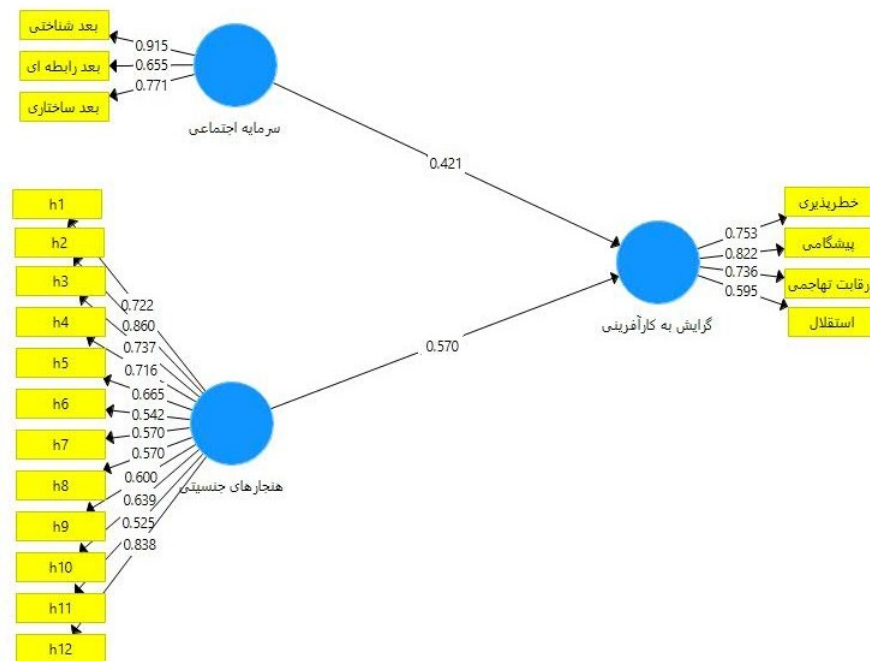 بعد شناختی
بعد رابطه ای
بعد ساختاری
0.915
0.655
0.771
سرمایه اجتماعی
0.421
h1
h2
h3
h4
h5
h6
h7
h8
h9
h10
h11
h12
0.722
0.860
0.737
0.716
0.665
0.542
0.570
0.570
0.600
0.639
0.525
0.838
هنجارهای جنسیتی
0.570
گرایش به کارآفرینی
0.753
0.822
0.736
0.595
خطرپذیری
پیشگامی
رقابت تهاجمی
استقلال